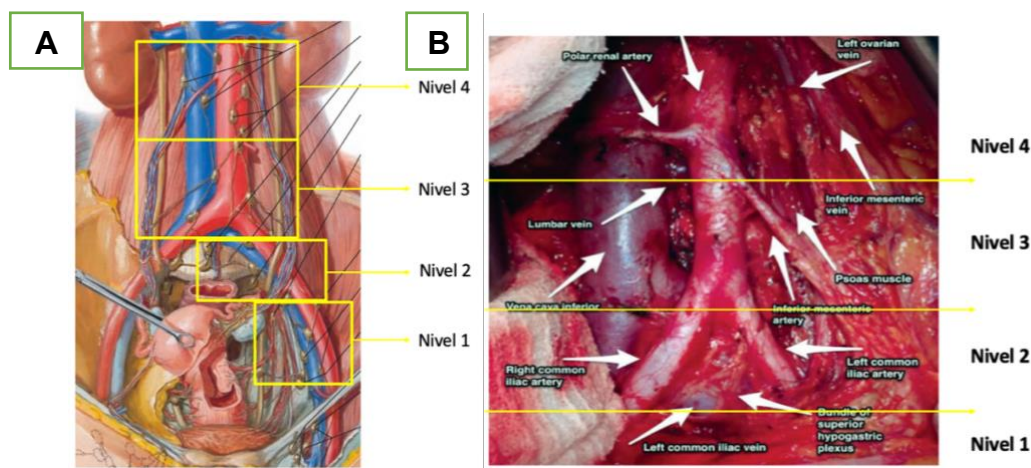 A
Nivel 4
Nivel 3
Nivel 2
Nivel 1
B
Polar renal artery
Left ovarian
vein
Nivel 4
Lumbar vein
Inferior mesenteric
vein
Nivel 3
Psoas muscle
Vena cava inferior
Inferior mesenteric
artery
Nivel 2
Right common
iliac artery
Left common
iliac artery
Left common iliac vein
Bundle of
superior
hypogastric
plexus
Nivel 1